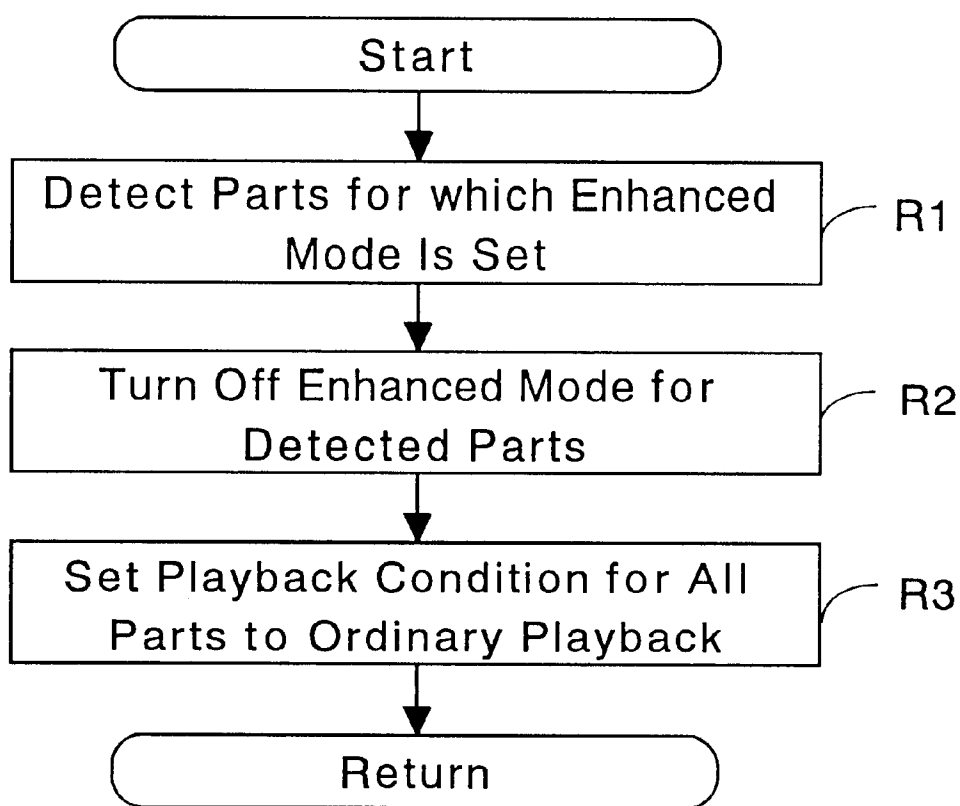 Start
Detect Parts for which Enhanced
Mode Is Set
R1
Turn Off Enhanced Mode for
Detected Parts
R2
Set Playback Condition for All
Parts to Ordinary Playback
R3
Return